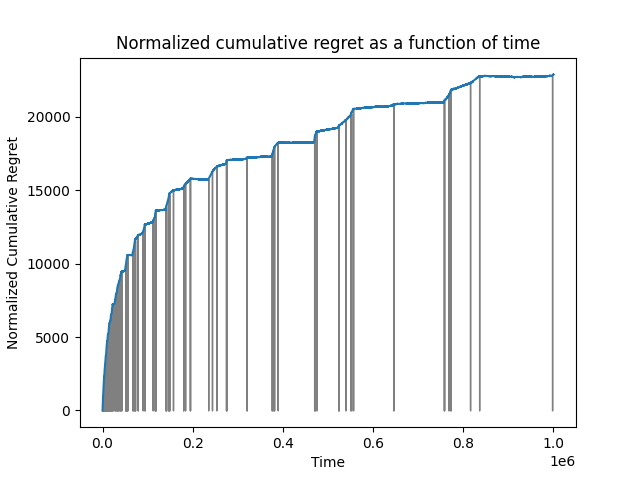 Normalized cumulative regret as a function of time
Normalized Cumulative Regret
20000
15000
10000
5000
0
0.0 0.2 0.4 0.6 0.8 1.0
1e6
Time